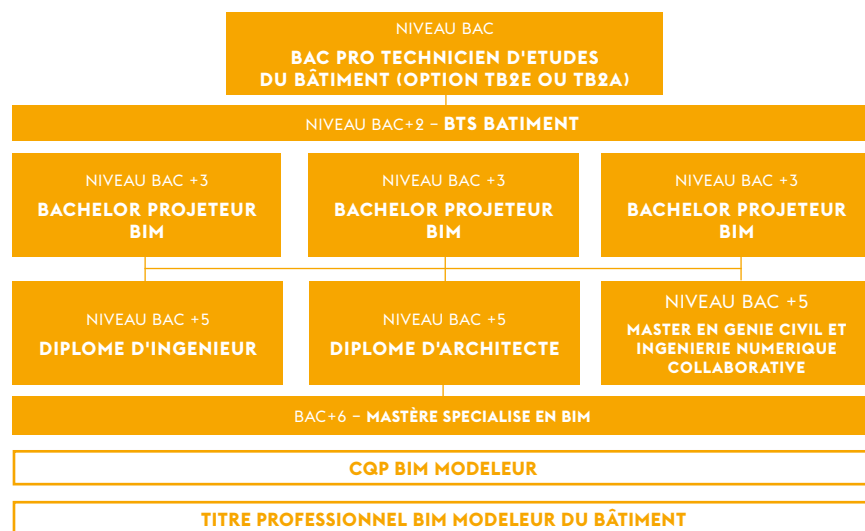 NIVEAU BAC
BAC PRO TECHNICIEN D'ETUDES
DU BÂTIMENT (OPTION TB2E OU TB2A)
NIVEAU BAC+2 – BTS BATIMENT
NIVEAU BAC +3
BACHELOR PROJETEUR
BIM
NIVEAU BAC +3
BACHELOR PROJETEUR
BIM
NIVEAU BAC +3
BACHELOR PROJETEUR
BIM
NIVEAU BAC +5
DIPLOME D'INGENIEUR
NIVEAU BAC +5
DIPLOME D'ARCHITECTE
NIVEAU BAC +5
MASTER EN GENIE CIVIL ET
INGENIERIE NUMERIQUE
COLLABORATIVE
BAC+6 – MASTÈRE SPECIALISE EN BIM
CQP BIM MODELEUR
TITRE PROFESSIONNEL BIM MODELEUR DU BÂTIMENT